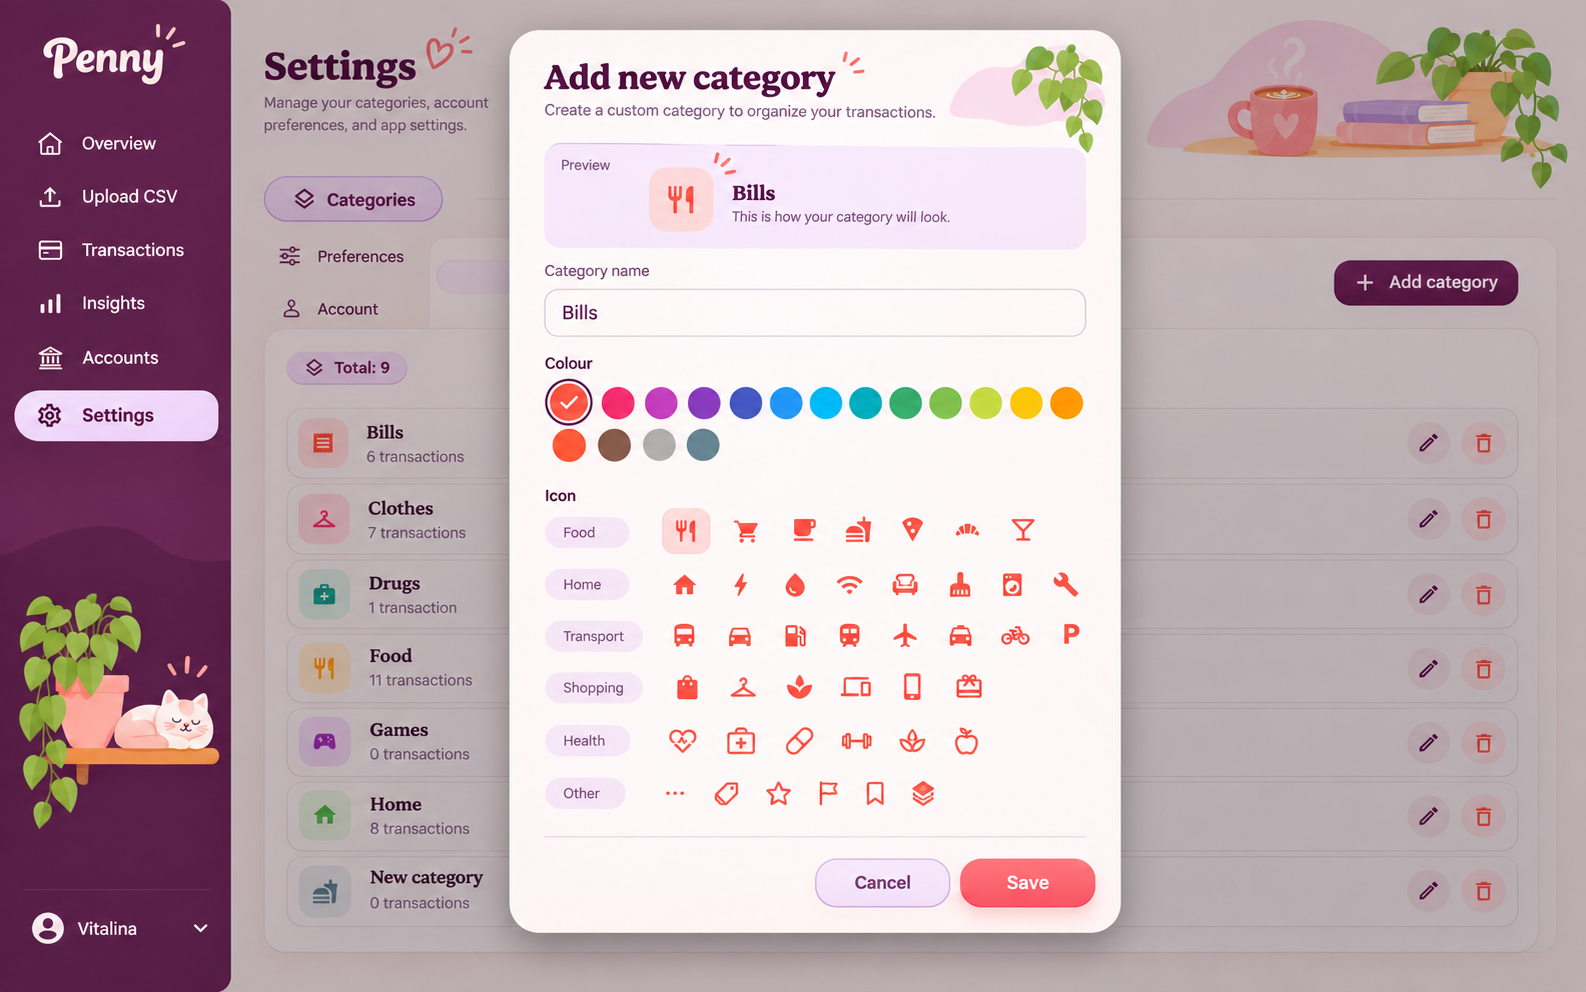 Penny
Overview
Upload CSV
Transactions
Insights
Accounts
Settings
Vitalina
Settings
Manage your categories, account
preferences, and app settings.
Categories
Preferences
Account
Add category
Total: 9
Bills
6 transactions
Clothes
7 transactions
Drugs
1 transaction
Food
11 transactions
Games
0 transactions
Home
8 transactions
New category
0 transactions
Add new category
Create a custom category to organize your transactions.
Preview
Bills
This is how your category will look.
Category name
Bills
Colour
Icon
Food
Home
Transport
P
Shopping
Health
Other
Cancel
Save